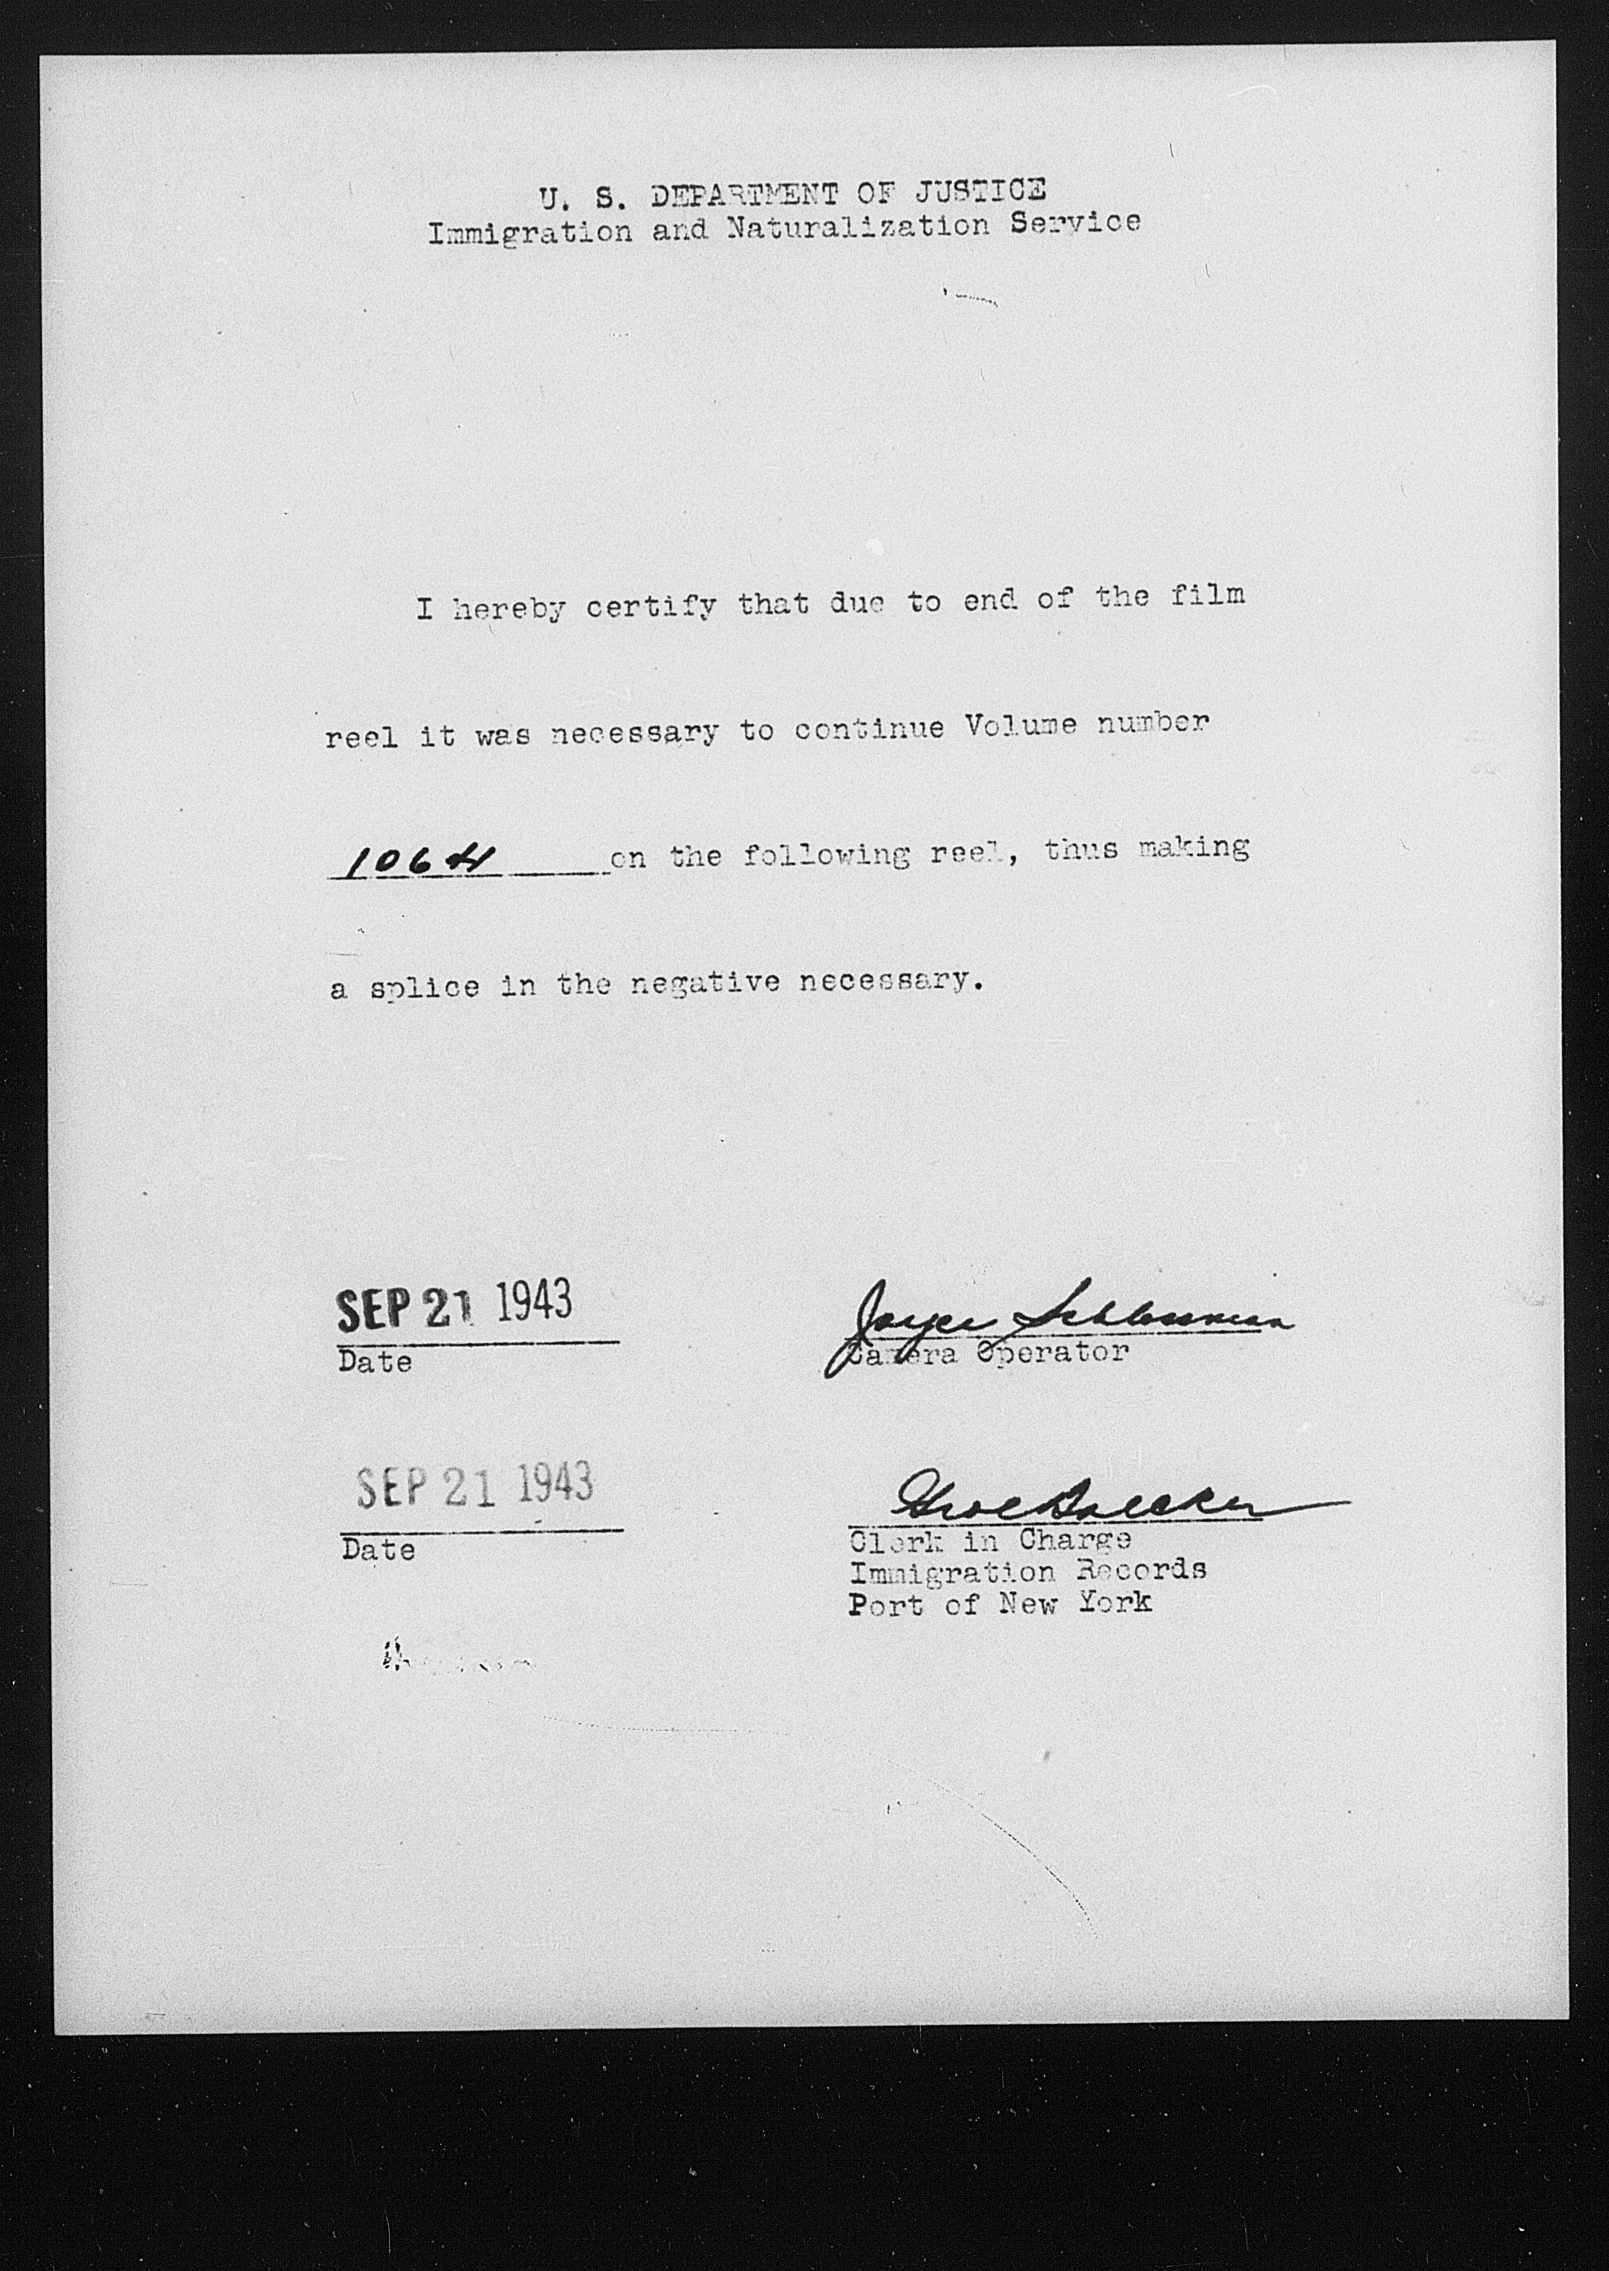 U. S. DEPARTMENT OF JUSTICE
Immigration and Naturalization Service
I hereby certify that due to end of the film
reel it was necessary to continue Volume number
1064 on the following reel, thus making
a splice in the negative necessary.
SEP 21 1943
Date
Joyce
Camera Operator
SEP 21 1943
Date
Clerk in Charge
Immigration Records
Port of New York